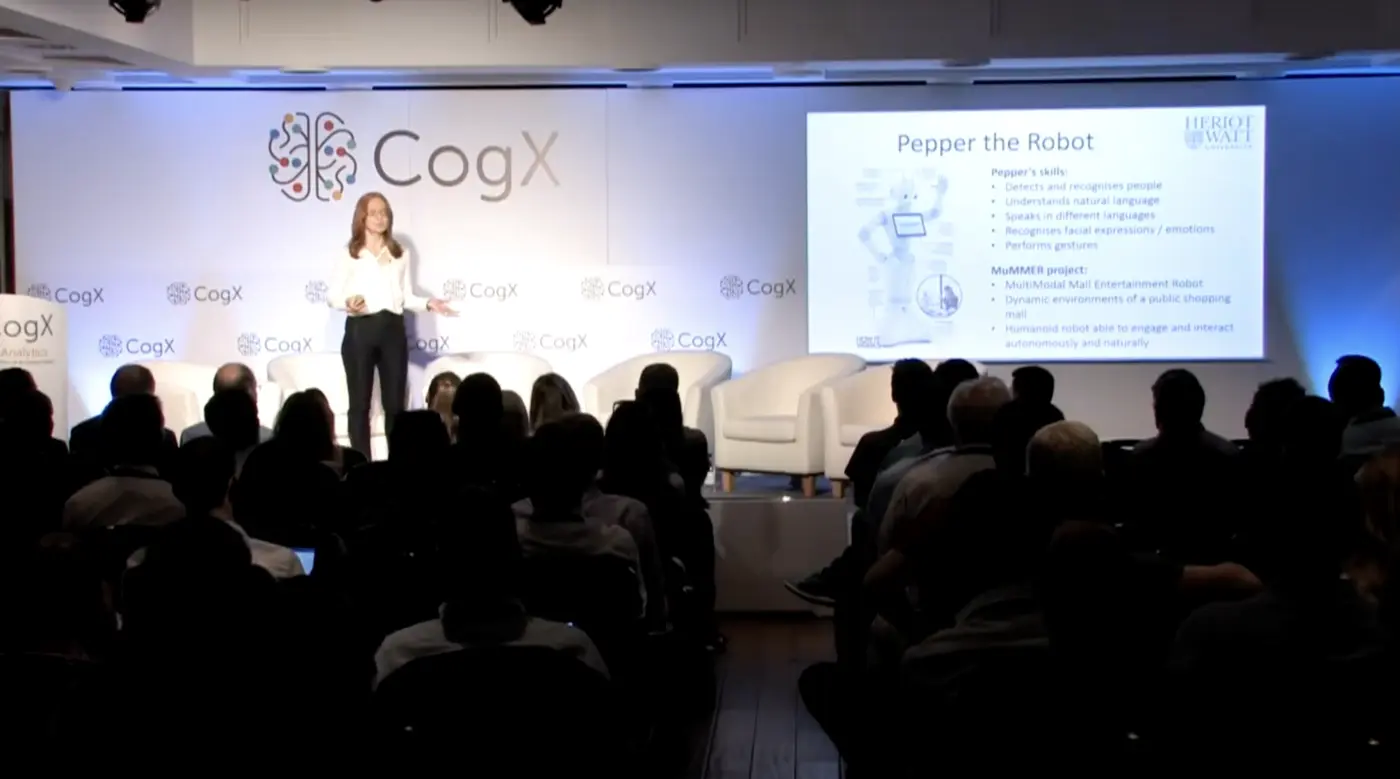 CogX
Pepper the Robot
HERIOT
WATT
UNIVERSITY
Pepper's skills:
• Detects and recognises people
• Understands natural language
• Speaks in different languages
• Recognises facial expressions / emotions
• Performs gestures
MuMMER project:
• MultiModal Mall Entertainment Robot
• Dynamic environments of a public shopping
mall
• Humanoid robot able to engage and interact
autonomously and naturally
CogX CogX CogX CogX CogX
CogX CogX CogX CogX CogX
ogX
Analytics